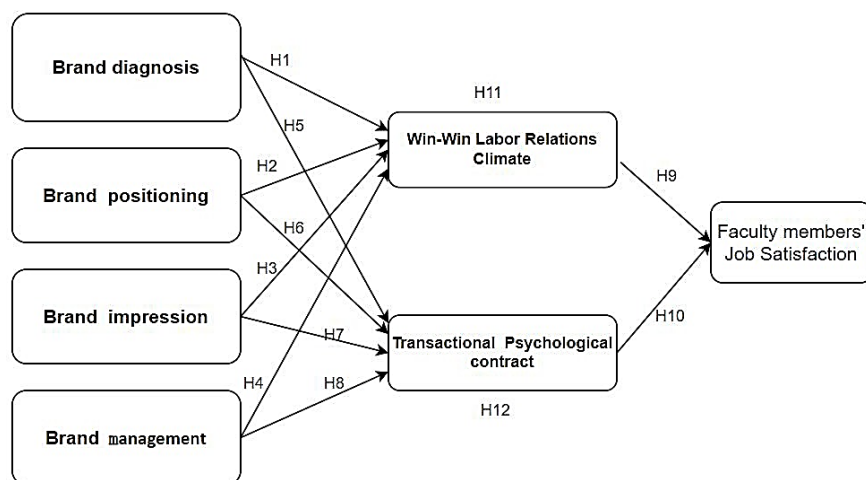 Brand diagnosis
H1
H11
Win-Win Labor Relations
Climate
H5
H2
Brand positioning
H9
H6
Faculty members'
Job Satisfaction
H3
Brand impression
H7
Transactional Psychological
contract
H10
H4
H8
H12
Brand management